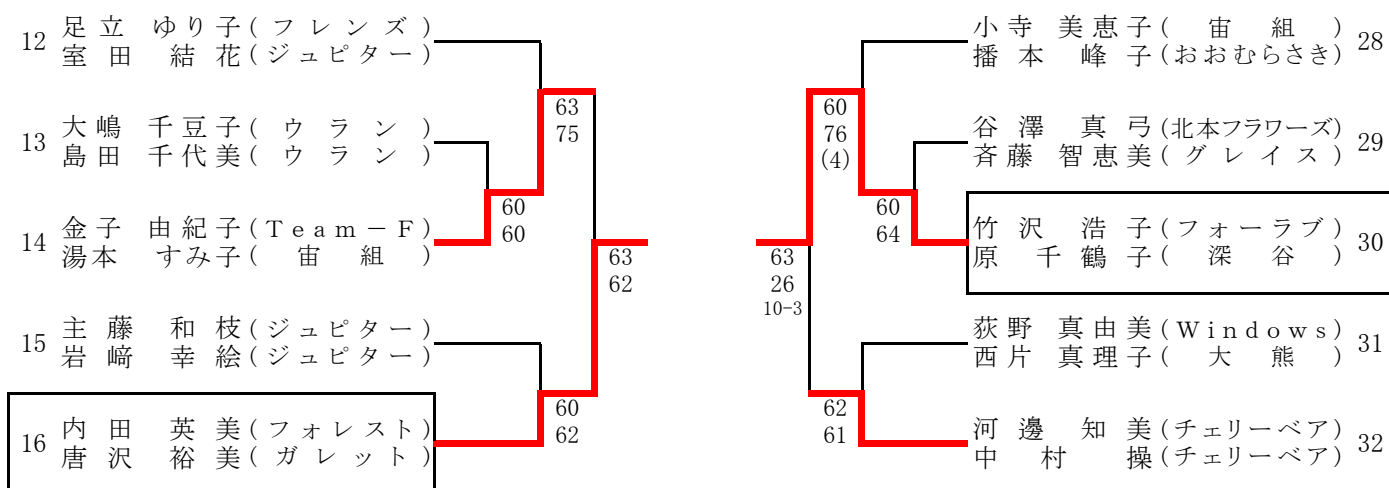 12 足立 ゆり子(フレンズ)
室田 結花(ジュピター)
63
75
13 大嶋 千豆子(ウラン)
島田 千代美(ウラン)
60
60
14 金子 由紀子(Team－F)
湯本 すみ子(宙組)
63
62
15 主藤 和枝(ジュピター)
岩﨑 幸絵(ジュピター)
60
62
16 内田 英美(フォレスト)
唐沢 裕美(ガレット)
小寺 美恵子(宙組) 28
播本 峰子(おおむらさき)
60
76
(4)
谷澤 真弓(北本フラワーズ) 29
斉藤 智恵美(グレイス)
60
64
竹沢 浩子(フォーラブ) 30
原 千鶴子(深谷)
63
26
10-3
荻野 真由美(Windows) 31
西片 真理子(大熊)
62
61
河邊 知美(チェリーベア) 32
中村 操(チェリーベア)